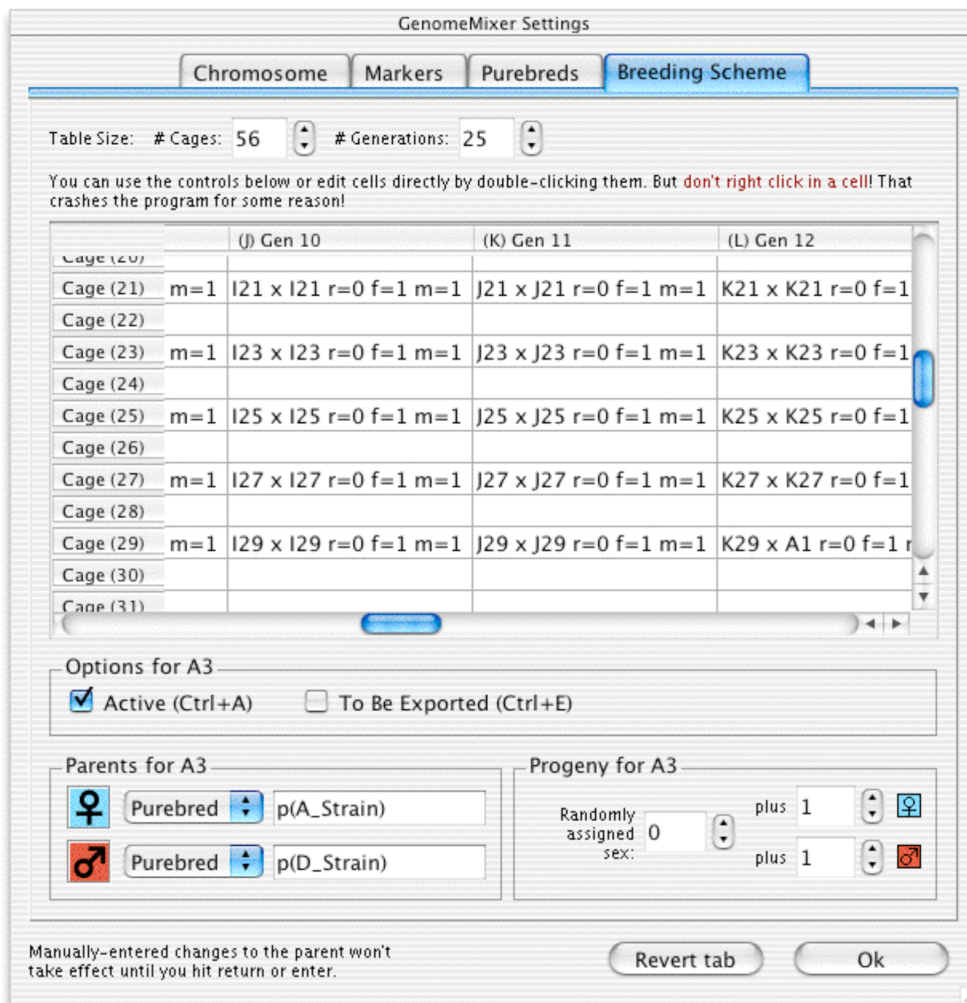 GenomeMixer Settings
Chromosome Markers Purebreds Breeding Scheme
Table Size: # Cages: 56 # Generations: 25
You can use the controls below or edit cells directly by double-clicking them. But don't right click in a cell! That
crashes the program for some reason!
(J) Gen 10 (K) Gen 11 (L) Gen 12
Cage (20)
Cage (21) m=1 I21 x I21 r=0 f=1 m=1 J21 x J21 r=0 f=1 m=1 K21 x K21 r=0 f=1
Cage (22)
Cage (23) m=1 I23 x I23 r=0 f=1 m=1 J23 x J23 r=0 f=1 m=1 K23 x K23 r=0 f=1
Cage (24)
Cage (25) m=1 I25 x I25 r=0 f=1 m=1 J25 x J25 r=0 f=1 m=1 K25 x K25 r=0 f=1
Cage (26)
Cage (27) m=1 I27 x I27 r=0 f=1 m=1 J27 x J27 r=0 f=1 m=1 K27 x K27 r=0 f=1
Cage (28)
Cage (29) m=1 I29 x I29 r=0 f=1 m=1 J29 x J29 r=0 f=1 m=1 K29 x A1 r=0 f=1
Cage (30)
Cage (31)
Options for A3
Active (Ctrl+A) To Be Exported (Ctrl+E)
Parents for A3
♀ Purebred p(A_Strain)
♂ Purebred p(D_Strain)
Progeny for A3
Randomly
assigned
sex: 0
plus 1 ♀
plus 1 ♂
Manually-entered changes to the parent won't
take effect until you hit return or enter.
Revert tab Ok